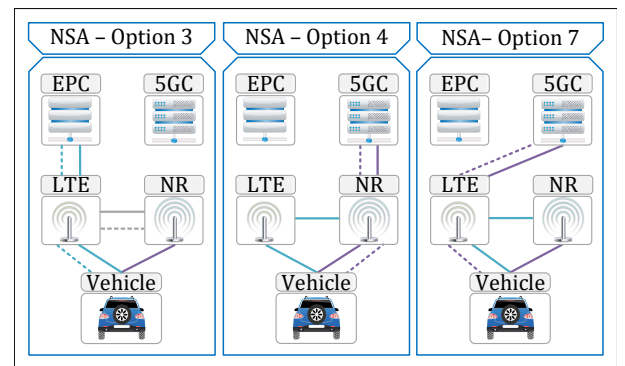 NSA – Option 3
NSA – Option 4
NSA– Option 7
EPC 5GC
LTE NR
Vehicle
EPC 5GC
LTE NR
Vehicle
EPC 5GC
LTE NR
Vehicle